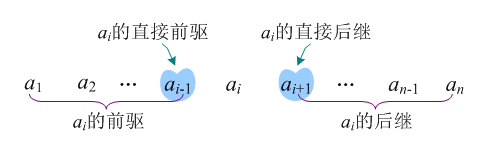 aᵢ的直接前驱 aᵢ的直接后继
a₁ a₂ ··· aᵢ₋₁ aᵢ aᵢ₊₁ ··· aₙ₋₁ aₙ
aᵢ的前驱 aᵢ的后继